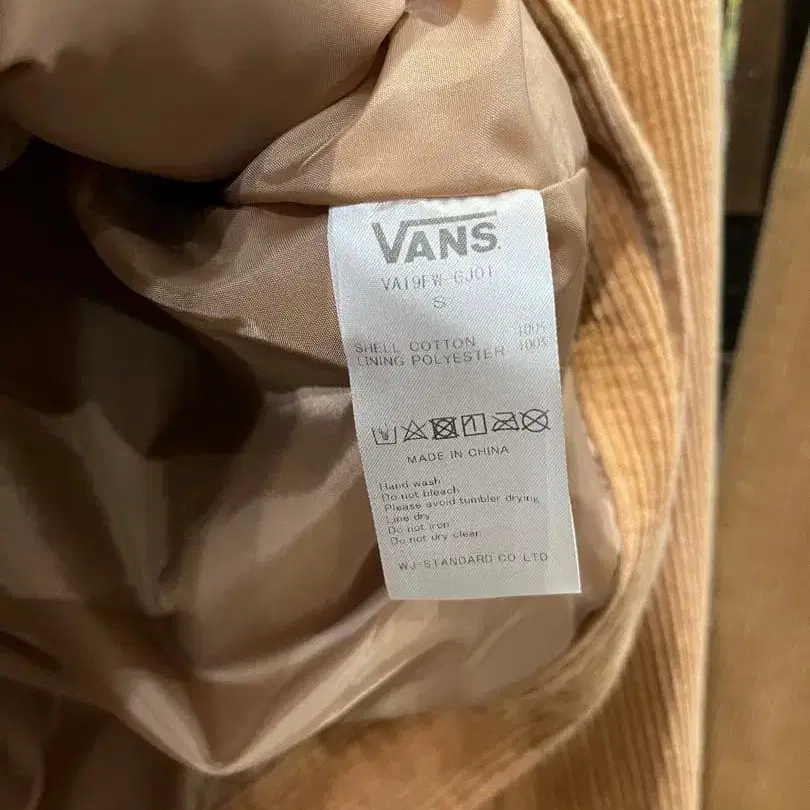 VANS
VA19FW-GJ01
S
SHELL COTTON 100%
LINING POLYESTER 100%
MADE IN CHINA
Hand wash
Do not bleach
Please avoid tumbler drying
Line dry
Do not iron
Do not dry clean
WJ-STANDARD CO LTD